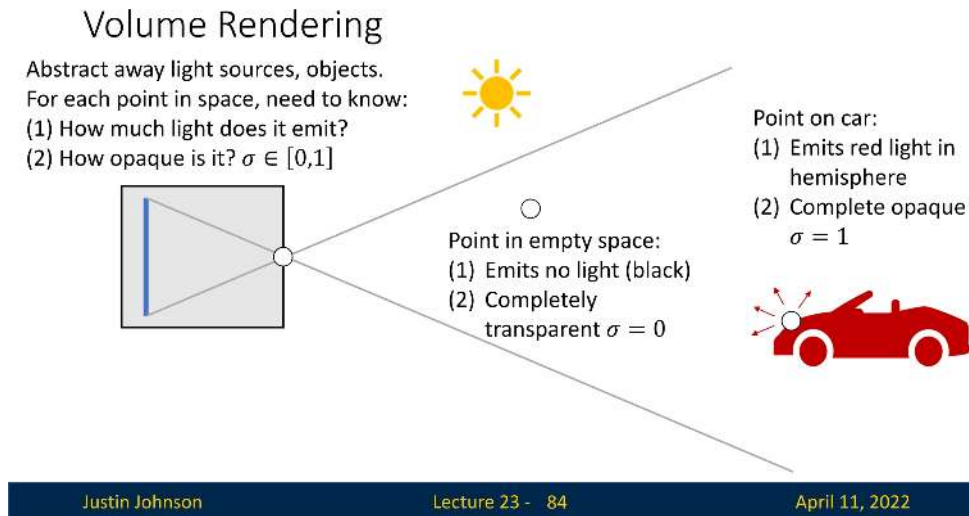 Volume Rendering
Abstract away light sources, objects.
For each point in space, need to know:
(1) How much light does it emit?
(2) How opaque is it? σ ∈ [0,1]
Point in empty space:
(1) Emits no light (black)
(2) Completely
transparent σ = 0
Point on car:
(1) Emits red light in
hemisphere
(2) Complete opaque
σ = 1
Justin Johnson
Lecture 23 - 84
April 11, 2022